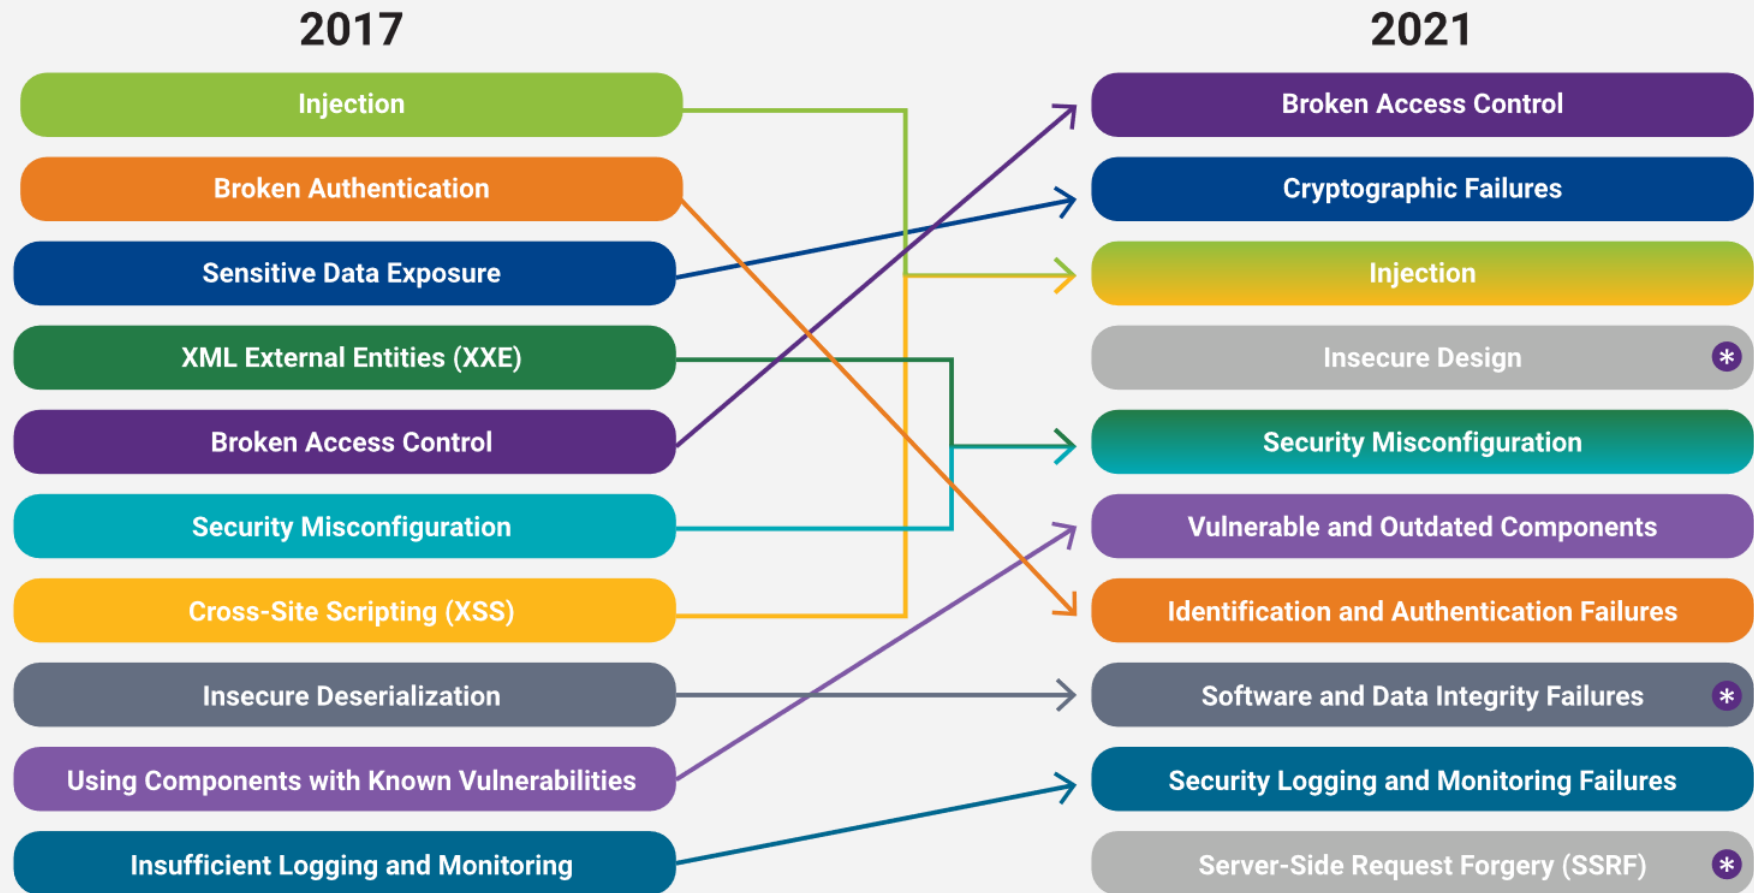 2017
2021
Injection
Broken Access Control
Broken Authentication
Cryptographic Failures
Sensitive Data Exposure
Injection
XML External Entities (XXE)
Insecure Design
*
Broken Access Control
Security Misconfiguration
Security Misconfiguration
Vulnerable and Outdated Components
Cross-Site Scripting (XSS)
Identification and Authentication Failures
Insecure Deserialization
Software and Data Integrity Failures
*
Using Components with Known Vulnerabilities
Security Logging and Monitoring Failures
Insufficient Logging and Monitoring
Server-Side Request Forgery (SSRF)
*